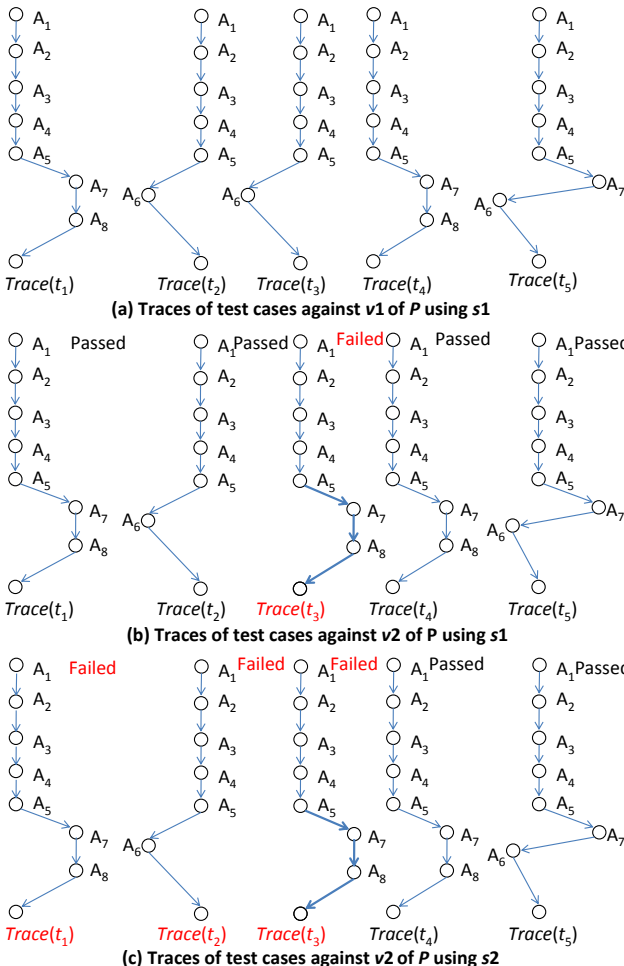 A1 A1 A1 A1 A1
A2 A2 A2 A2 A2
A3 A3 A3 A3 A3
A4 A4 A4 A4 A4
A5 A5 A5 A5 A5
A7 A6 A6 A7 A6 A7
A8 A8
Trace(t1) Trace(t2) Trace(t3) Trace(t4) Trace(t5)
(a) Traces of test cases against v1 of P using s1
A1 Passed A1 Passed A1 Failed A1 Passed A1 Passed
A2 A2 A2 A2 A2
A3 A3 A3 A3 A3
A4 A4 A4 A4 A4
A5 A5 A5 A5 A5
A7 A6 A7 A7 A6 A7
A8 A8 A8
Trace(t1) Trace(t2) Trace(t3) Trace(t4) Trace(t5)
(b) Traces of test cases against v2 of P using s1
A1 Failed A1 Failed A1 Failed A1 Passed A1 Passed
A2 A2 A2 A2 A2
A3 A3 A3 A3 A3
A4 A4 A4 A4 A4
A5 A5 A5 A5 A5
A7 A6 A7 A7 A6 A7
A8 A8 A8
Trace(t1) Trace(t2) Trace(t3) Trace(t4) Trace(t5)
(c) Traces of test cases against v2 of P using s2